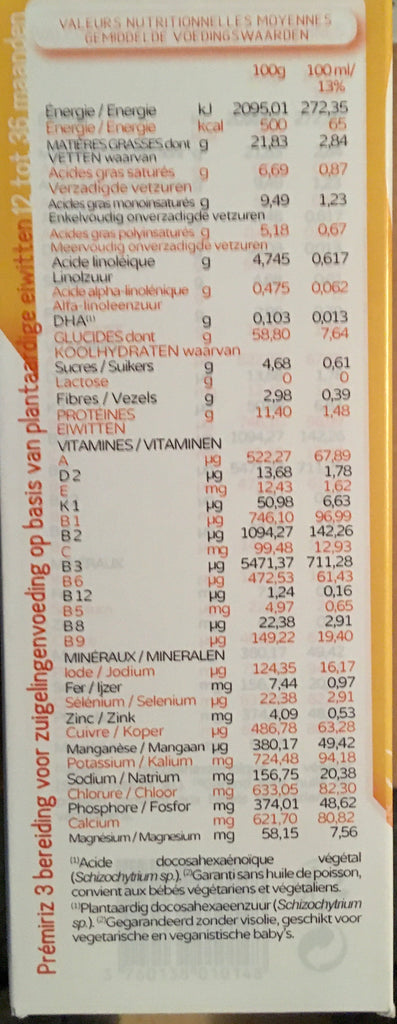 VALEURS NUTRITIONNELLES MOYENNES
GEMIDDELDE VOEDINGSWAARDEN
100g 100 ml/
13%
Énergie / Energie kJ 2095,01 272,35
Énergie / Energie kcal 500 65
MATIÈRES GRASSES dont g 21,83 2,84
VETTEN waarvan
Acides gras saturés g 6,69 0,87
Verzadigde vetzuren
Acides gras monoinsaturés g 9,49 1,23
Enkelvoudig onverzadigde vetzuren
Acides gras polyinsaturés g 5,18 0,67
Meervoudig onverzadigde vetzuren
Acide linoléique g 4,745 0,617
Linolzuur
Acide alpha-linolénique g 0,475 0,062
Alfa-linoleenzuur
DHA⁽¹⁾ g 0,103 0,013
GLUCIDES dont g 58,80 7,64
KOOLHYDRATEN waarvan
Sucres / Suikers g 4,68 0,61
Lactose g 0 0
Fibres / Vezels g 2,98 0,39
PROTÉINES g 11,40 1,48
EIWITTEN
VITAMINES / VITAMINEN
A µg 522,27 67,89
D2 µg 13,68 1,78
E mg 12,43 1,62
K1 µg 50,98 6,63
B1 µg 746,10 96,99
B2 µg 1094,27 142,26
C mg 99,48 12,93
B3 µg 5471,37 711,28
B6 µg 472,53 61,43
B12 µg 1,24 0,16
B5 mg 4,97 0,65
B8 µg 22,38 2,91
B9 µg 149,22 19,40
MINÉRAUX / MINERALEN
Iode / Jodium µg 124,35 16,17
Fer / Ijzer mg 7,44 0,97
Sélénium / Selenium µg 22,38 2,91
Zinc / Zink mg 4,09 0,53
Cuivre / Koper µg 486,78 63,28
Manganèse / Mangaan µg 380,17 49,42
Potassium / Kalium mg 724,48 94,18
Sodium / Natrium mg 156,75 20,38
Chlorure / Chloor mg 633,05 82,30
Phosphore / Fosfor mg 374,01 48,62
Calcium mg 621,70 80,82
Magnésium / Magnesium mg 58,15 7,56
⁽¹⁾Acide docosahexaénoïque végétal
(Schizochytrium sp.). ⁽²⁾Garanti sans huile de poisson,
convient aux bébés végétariens et végétaliens.
⁽¹⁾Plantaardig docosahexaeenzuur (Schizochytrium
sp.). ⁽²⁾Gegarandeerd zonder visolie, geschikt voor
vegetarische en veganistische baby's.
Prémiriz 3 bereiding voor zuigelingenvoeding op basis van plantaardige eiwitten 12 tot 36 maanden